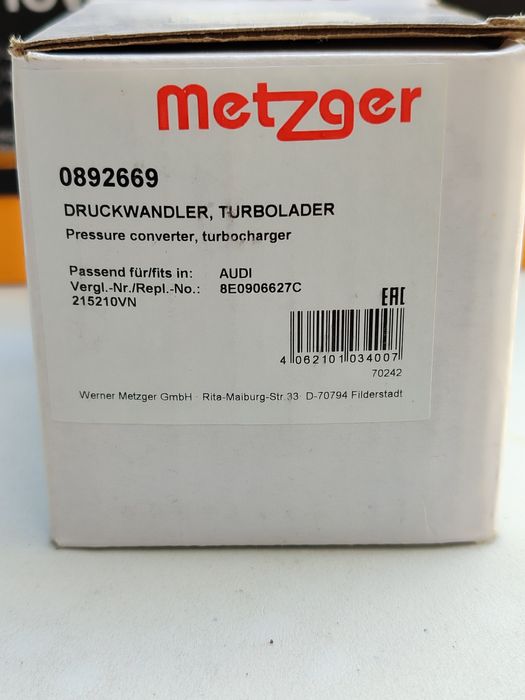 Metzger
0892669
DRUCKWANDLER, TURBOLADER
Pressure converter, turbocharger
Passend für/fits in: AUDI
Vergl.-Nr./Repl.-No.: 8E0906627C
215210VN
EAC
4 062101 034007
70242
Werner Metzger GmbH · Rita-Maiburg-Str.33 D-70794 Filderstadt